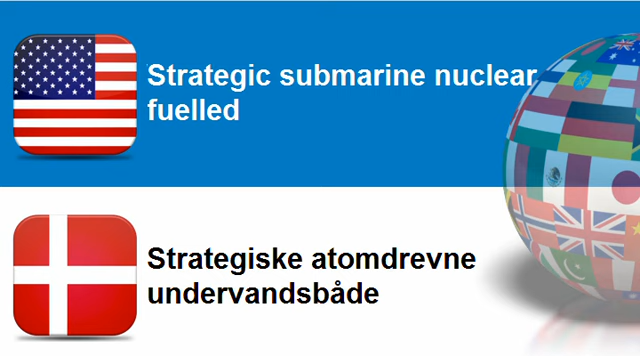 Strategic submarine nuclear
fuelled
Strategiske atomdrevne
undervandsbåde